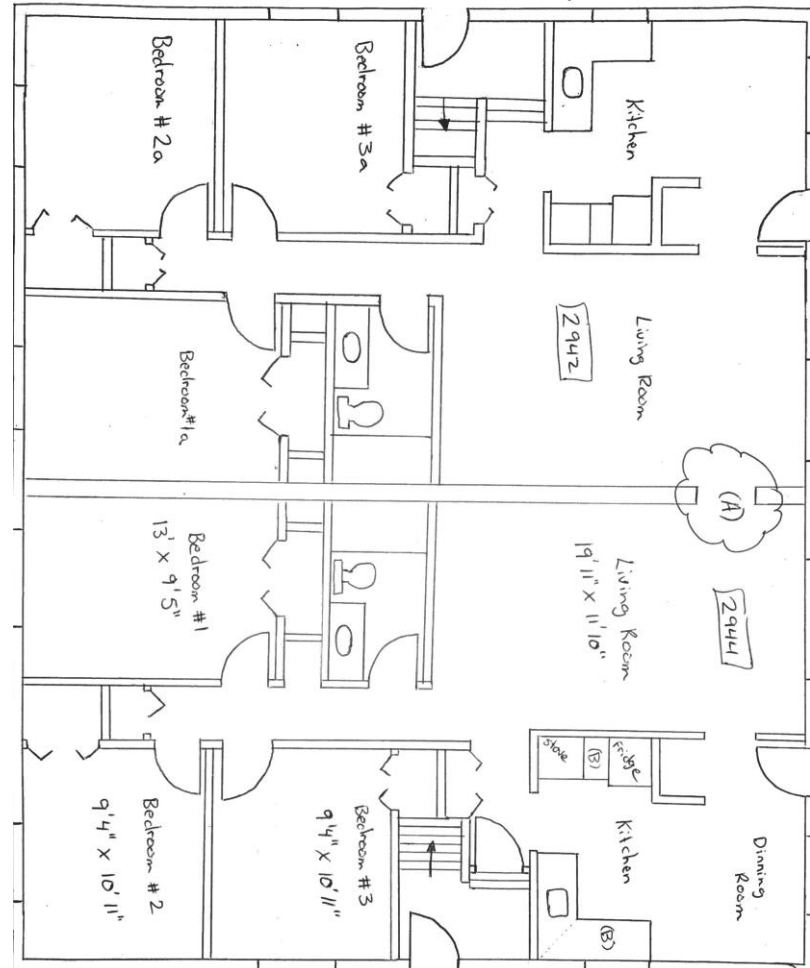 Bedroom # 2a
Bedroom # 3a
Kitchen
Living Room
2942
Bedroom #1a
(A)
Bedroom #1
13' x 9'5"
Living Room
19'11" x 11'10"
2944
stove
(B)
Fridge
Kitchen
(B)
Dinning
Room
Bedroom #2
9'4" x 10'11"
Bedroom #3
9'4" x 10'11"